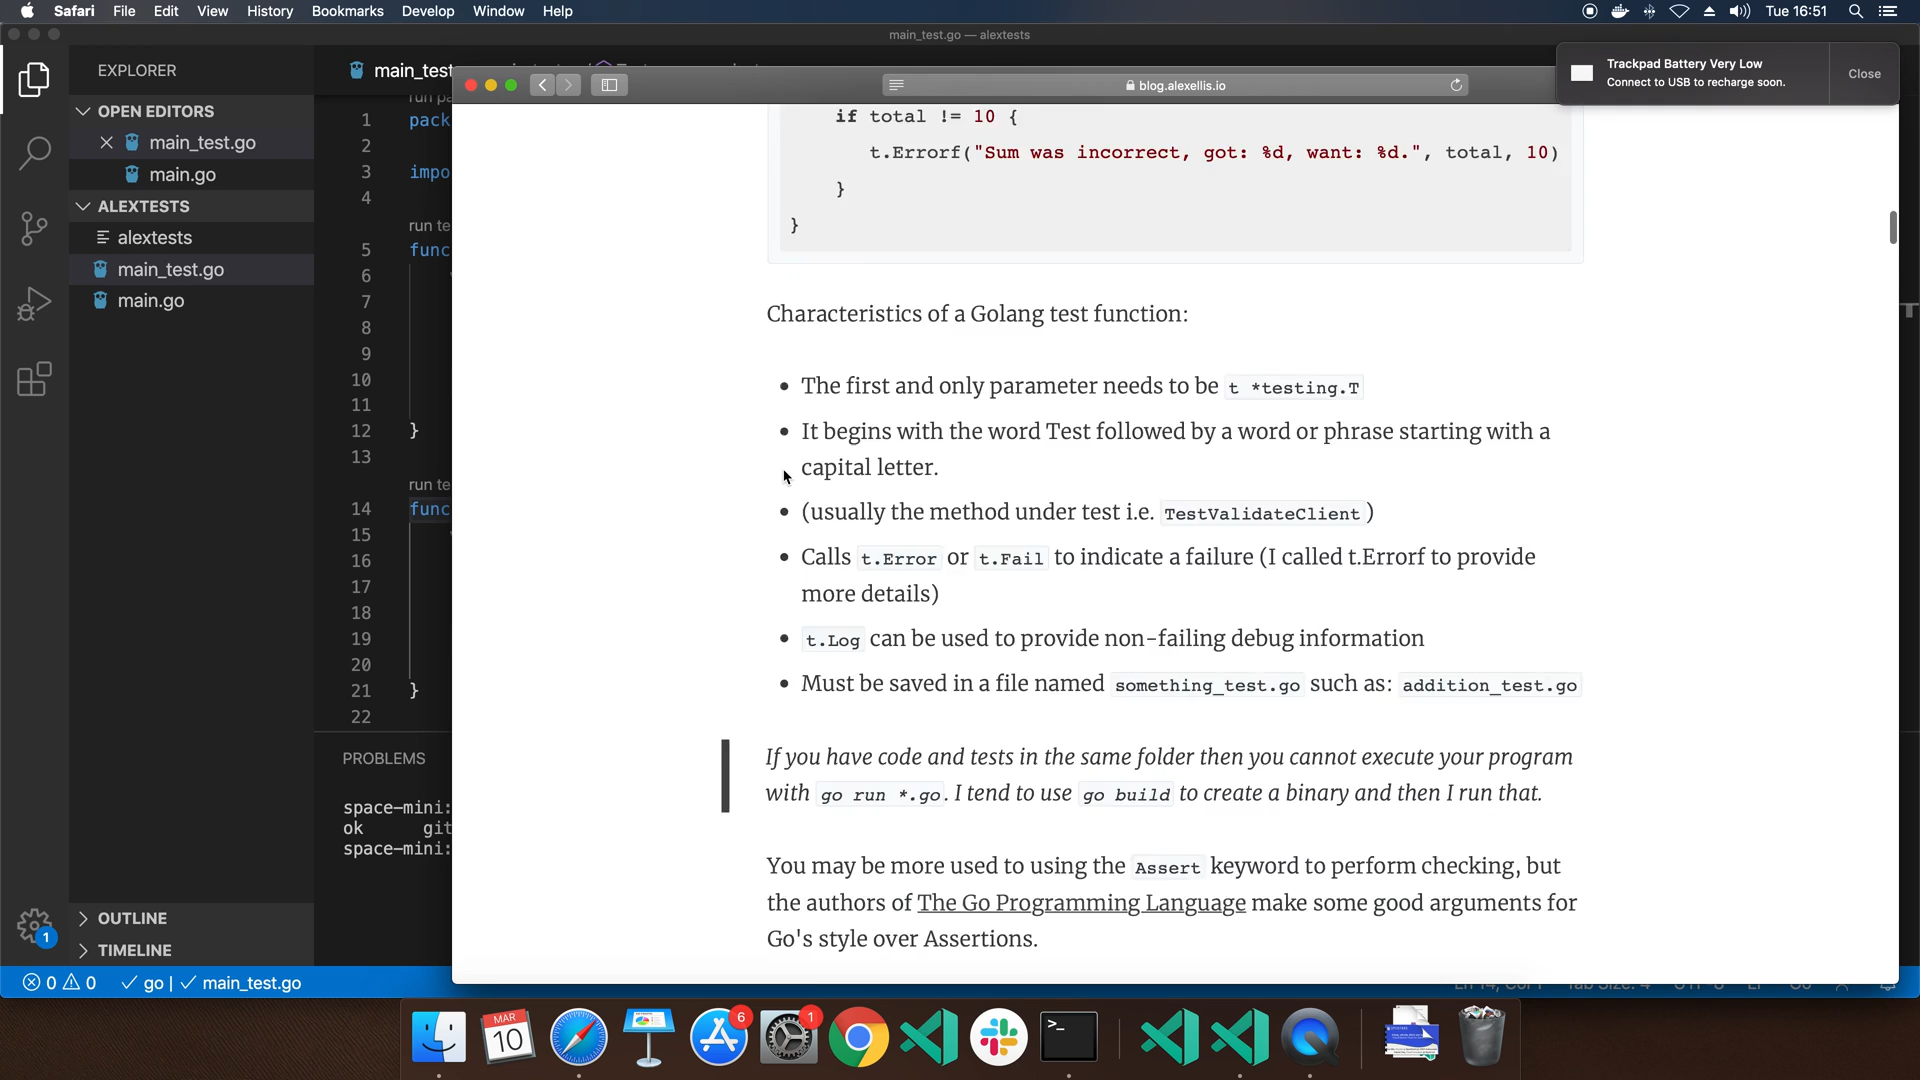 Safari File Edit View History Bookmarks Develop Window Help
Tue 16:51
main_test.go — alextests
EXPLORER
OPEN EDITORS
main_test.go
main.go
ALEXTESTS
alextests
main_test.go
main.go
OUTLINE
TIMELINE
main_test
1 pack
2
3 impo
4
run te
5 func
6
7
8
9
10
11
12 }
13
run te
14 func
15
16
17
18
19
20
21 }
22
PROBLEMS
space-mini:
ok git
space-mini:
0 0 go | main_test.go
1
blog.alexellis.io
Trackpad Battery Very Low
Connect to USB to recharge soon.
Close
if total != 10 {
t.Errorf("Sum was incorrect, got: %d, want: %d.", total, 10)
}
}
Characteristics of a Golang test function:
• The first and only parameter needs to be t *testing.T
• It begins with the word Test followed by a word or phrase starting with a
capital letter.
• (usually the method under test i.e. TestValidateClient)
• Calls t.Error or t.Fail to indicate a failure (I called t.Errorf to provide
more details)
• t.Log can be used to provide non-failing debug information
• Must be saved in a file named something_test.go such as: addition_test.go
If you have code and tests in the same folder then you cannot execute your program
with go run *.go. I tend to use go build to create a binary and then I run that.
You may be more used to using the Assert keyword to perform checking, but
the authors of The Go Programming Language make some good arguments for
Go's style over Assertions.
MAR
10
6
1
>_